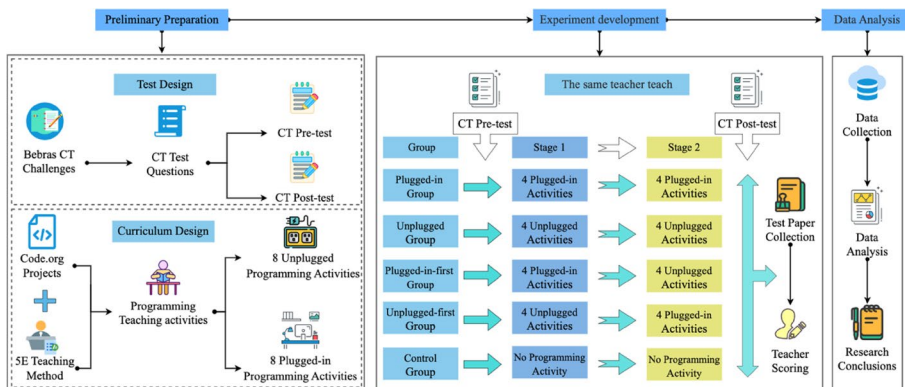 Preliminary Preparation
Experiment development
Data Analysis
Test Design
Bebras CT
Challenges
CT Test
Questions
CT Pre-test
CT Post-test
Curriculum Design
Code.org
Projects
5E Teaching
Method
Programming
Teaching activities
8 Unplugged
Programming Activities
8 Plugged-in
Programming Activities
The same teacher teach
CT Pre-test
CT Post-test
Group
Stage 1
Stage 2
Plugged-in
Group
4 Plugged-in
Activities
4 Plugged-in
Activities
Unplugged
Group
4 Unplugged
Activities
4 Unplugged
Activities
Plugged-in-first
Group
4 Plugged-in
Activities
4 Unplugged
Activities
Unplugged-first
Group
4 Unplugged
Activities
4 Plugged-in
Activities
Control
Group
No Programming
Activity
No Programming
Activity
Test Paper
Collection
Teacher
Scoring
Data
Collection
Data
Analysis
Research
Conclusions